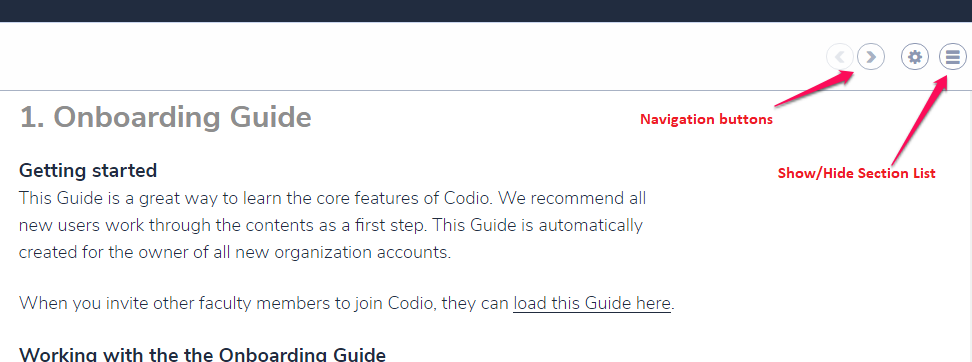 Navigation buttons
Show/Hide Section List
1. Onboarding Guide
Getting started
This Guide is a great way to learn the core features of Codio. We recommend all
new users work through the contents as a first step. This Guide is automatically
created for the owner of all new organization accounts.
When you invite other faculty members to join Codio, they can load this Guide here.
Working with the the Onboarding Guide